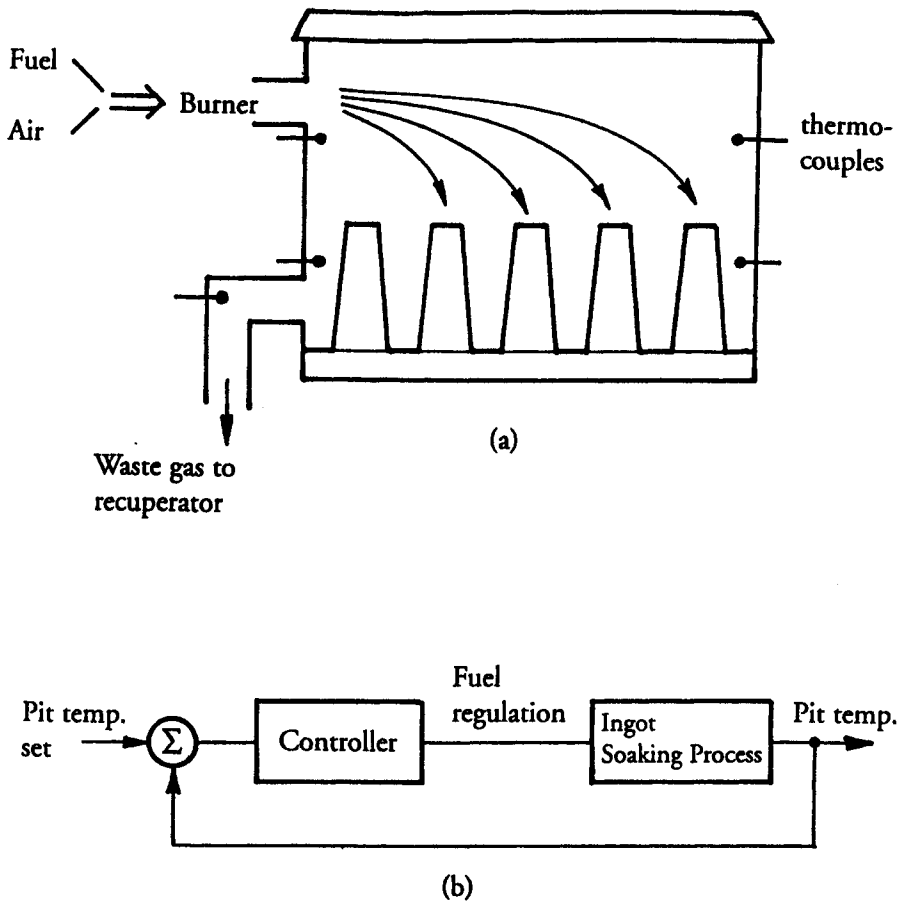 Fuel
Air
Burner
thermo-
couples
Waste gas to
recuperator
(a)
Pit temp.
set
Σ
Controller
Fuel
regulation
Ingot
Soaking Process
Pit temp.
(b)